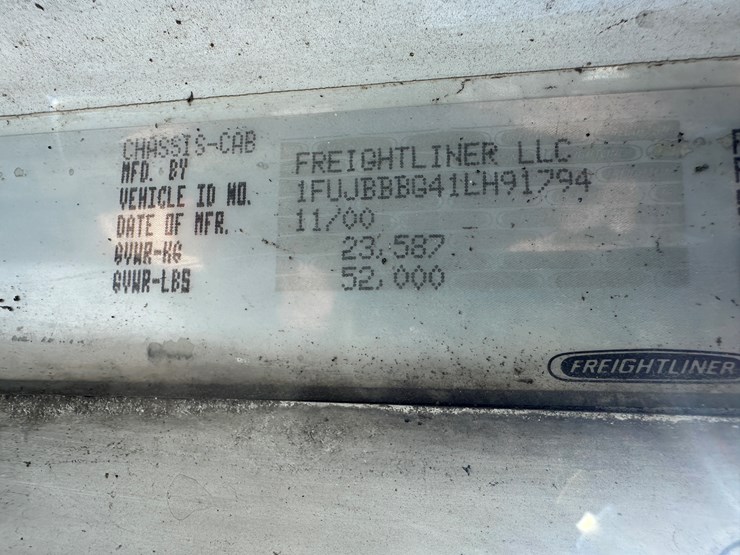 CHASSIS-CAB
MFD. BY FREIGHTLINER LLC
VEHICLE ID NO. 1FUJBBBG41LH91794
DATE OF MFR. 11/00
GVWR-KG 23,587
GVWR-LBS 52,000
FREIGHTLINER